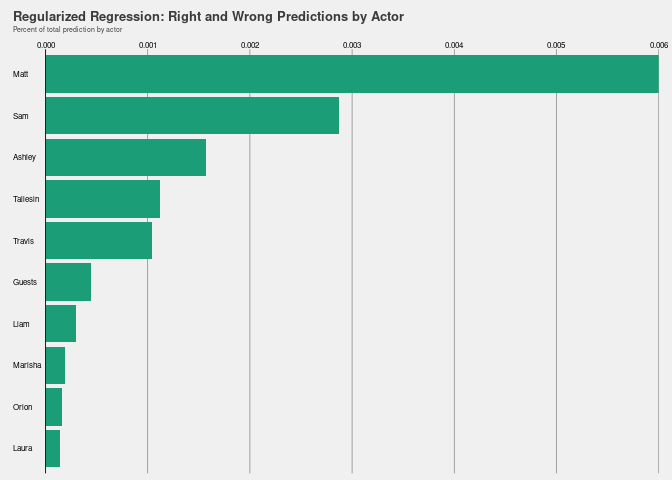 Regularized Regression: Right and Wrong Predictions by Actor
Percent of total prediction by actor
0.000 0.001 0.002 0.003 0.004 0.005 0.006
Matt
Sam
Ashley
Taliesin
Travis
Guests
Liam
Marisha
Orion
Laura